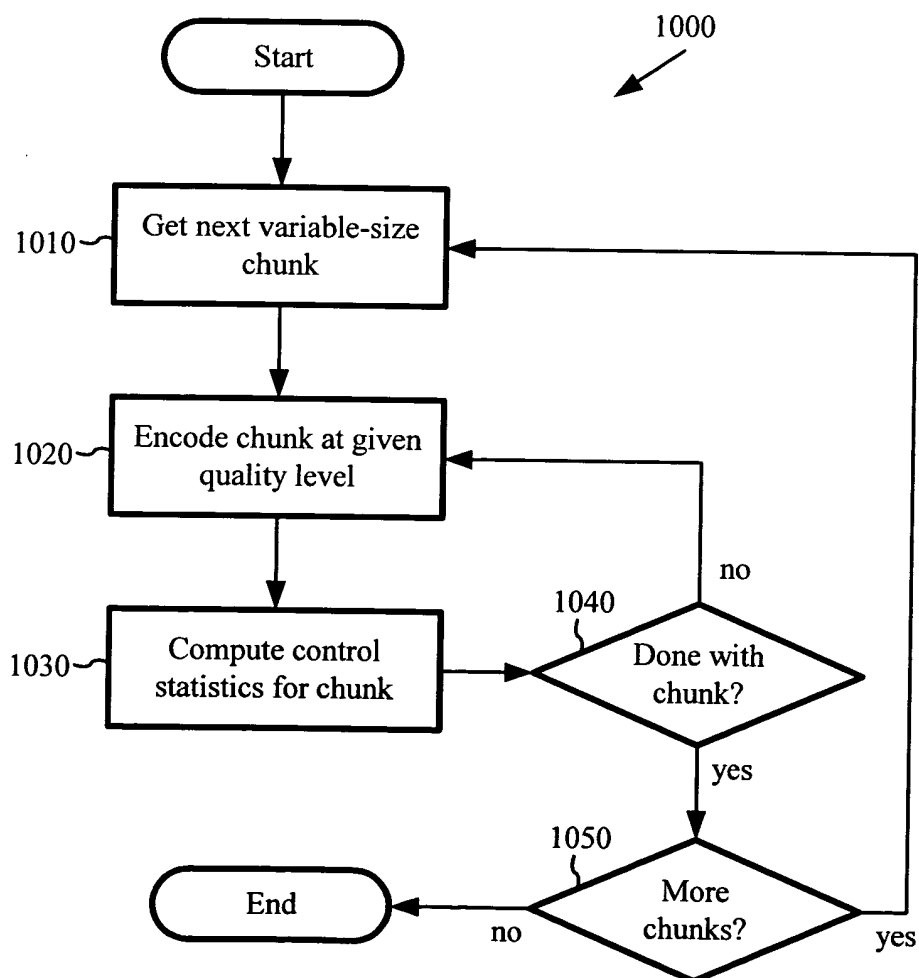 1000
Start
1010
Get next variable-size
chunk
1020
Encode chunk at given
quality level
no
1030
Compute control
statistics for chunk
1040
Done with
chunk?
yes
1050
More
chunks?
End
no
yes